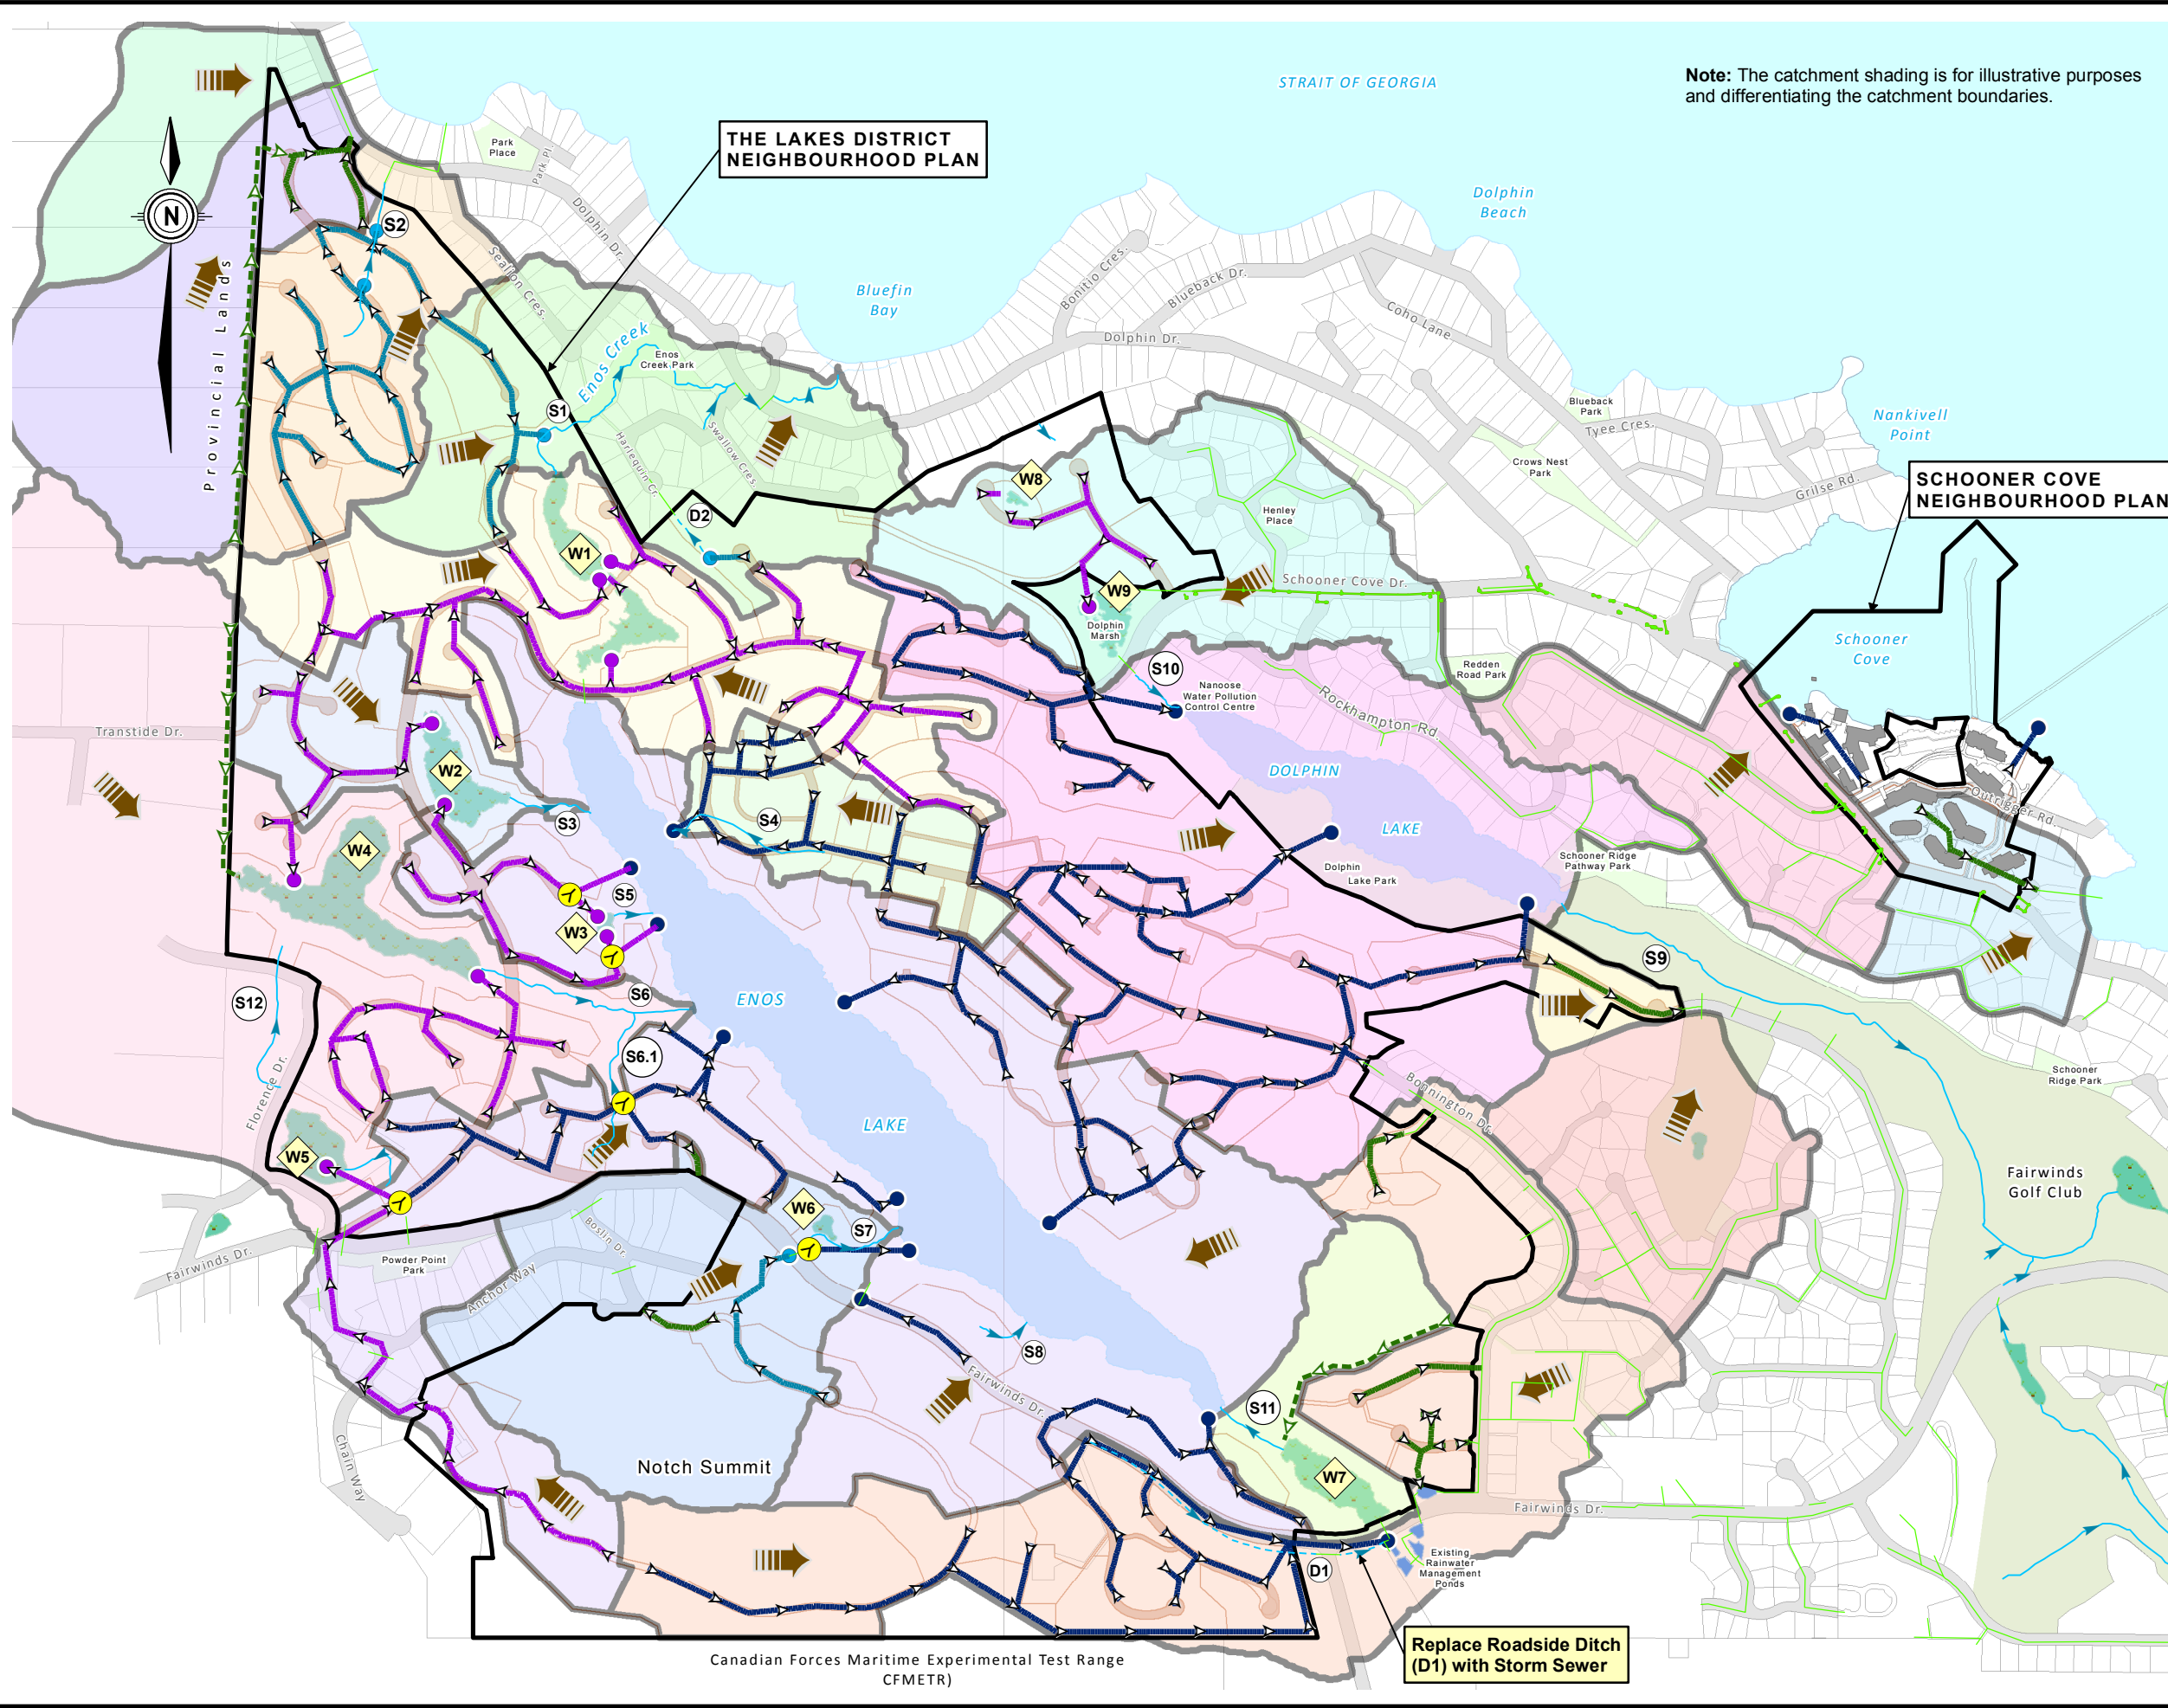 Note: The catchment shading is for illustrative purposes
and differentiating the catchment boundaries.
STRAIT OF GEORGIA
THE LAKES DISTRICT
NEIGHBOURHOOD PLAN
Park
Place
Park Pl.
Dolphin Dr.
Dolphin
Beach
N
S2
Sealion Cres.
Provincial Lands
Bluefin
Bay
Bonitio Cres.
Blueback Dr.
Coho Lane
Dolphin Dr.
Enos Creek
Enos
Creek Park
S1
Harlequin Cr.
Swallow Cres.
Blueback
Park
Tyee Cres.
Nankivell
Point
Crows Nest
Park
Grilse Rd.
SCHOONER COVE
NEIGHBOURHOOD PLAN
W8
Henley
Place
D2
W1
W9
Schooner Cove Dr.
Dolphin
Marsh
S10
Schooner
Cove
Redden
Road Park
Nanoose
Water Pollution
Control Centre
Rockhampton Rd.
Transtide Dr.
W2
DOLPHIN
LAKE
Outrigger Rd.
S3
S4
W4
Dolphin
Lake Park
Schooner Ridge
Pathway Park
S5
W3
S9
S6
ENOS
S12
S6.1
Florence Dr.
Bonnington Dr.
Schooner
Ridge Park
LAKE
W5
Fairwinds
Golf Club
W6
S7
Boslin Dr.
Powder Point
Park
Fairwinds Dr.
Anchor Way
S8
Fairwinds Dr.
S11
Chain Way
Notch Summit
W7
Fairwinds Dr.
D1
Existing
Rainwater
Management
Ponds
Replace Roadside Ditch
(D1) with Storm Sewer
Canadian Forces Maritime Experimental Test Range
CFMETR)